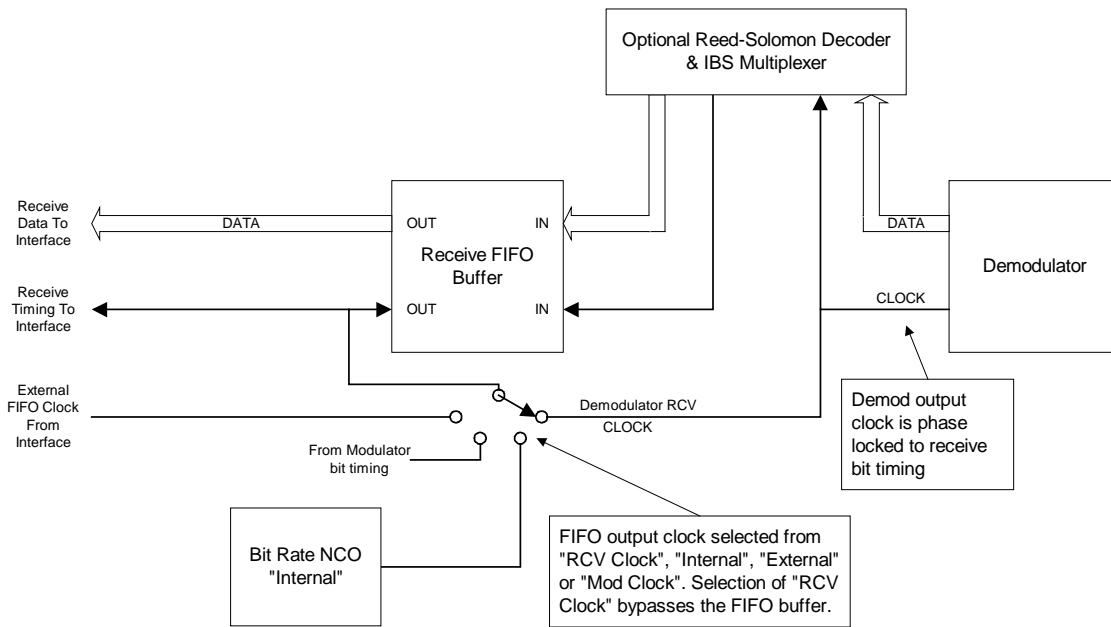 Optional Reed-Solomon Decoder
& IBS Multiplexer
Receive
Data To
Interface
DATA
OUT
IN
Receive FIFO
Buffer
DATA
Demodulator
Receive
Timing To
Interface
OUT
IN
CLOCK
External
FIFO Clock
From
Interface
Demodulator RCV
CLOCK
Demod output
clock is phase
locked to receive
bit timing
From Modulator
bit timing
Bit Rate NCO
"Internal"
FIFO output clock selected from
"RCV Clock", "Internal", "External"
or "Mod Clock". Selection of "RCV
Clock" bypasses the FIFO buffer.